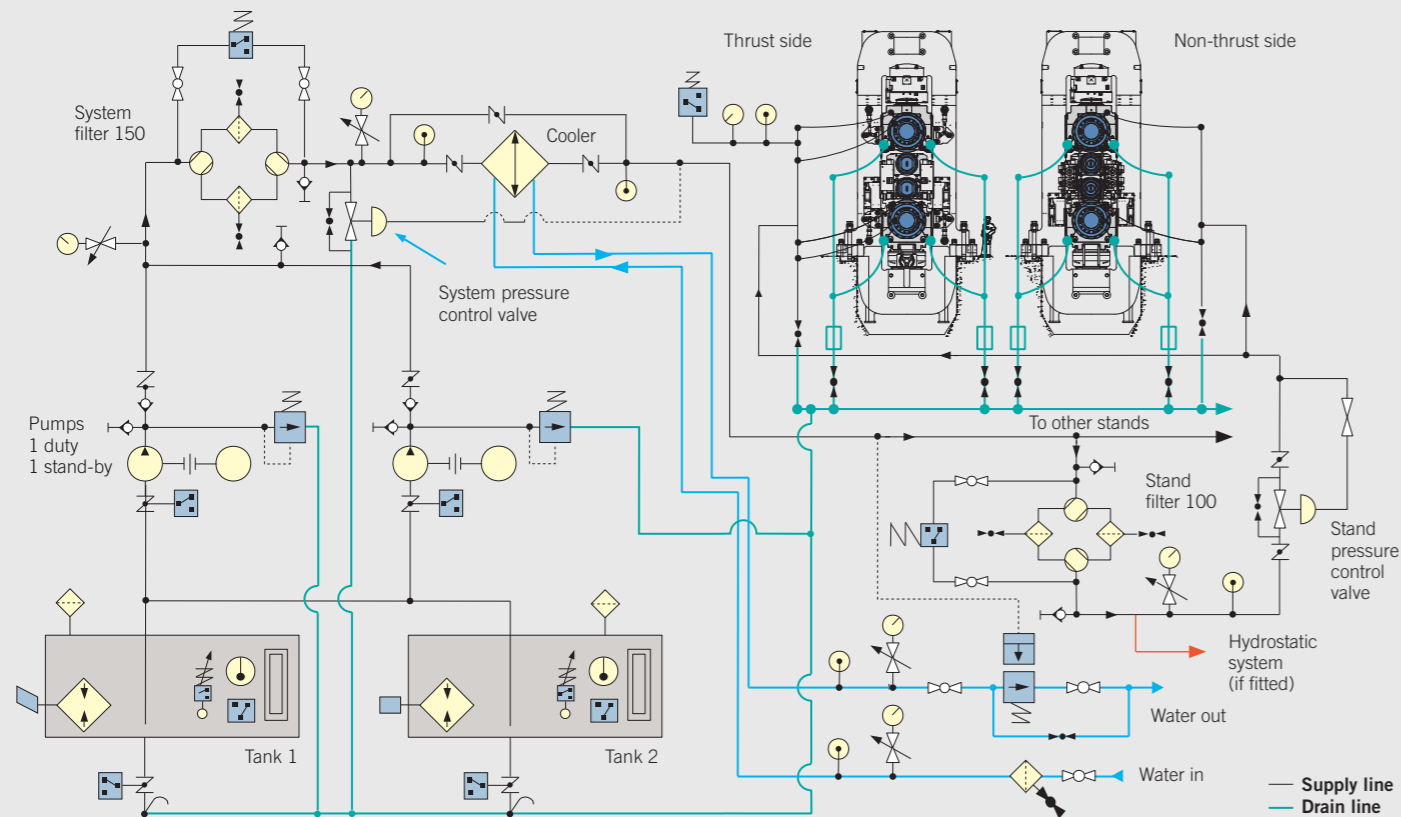 Thrust side
Non-thrust side
System
filter 150
Cooler
System pressure
control valve
Pumps
1 duty
1 stand-by
To other stands
Stand
filter 100
Stand
pressure
control
valve
Hydrostatic
system
(if fitted)
Water out
Tank 1
Tank 2
Water in
Supply line
Drain line